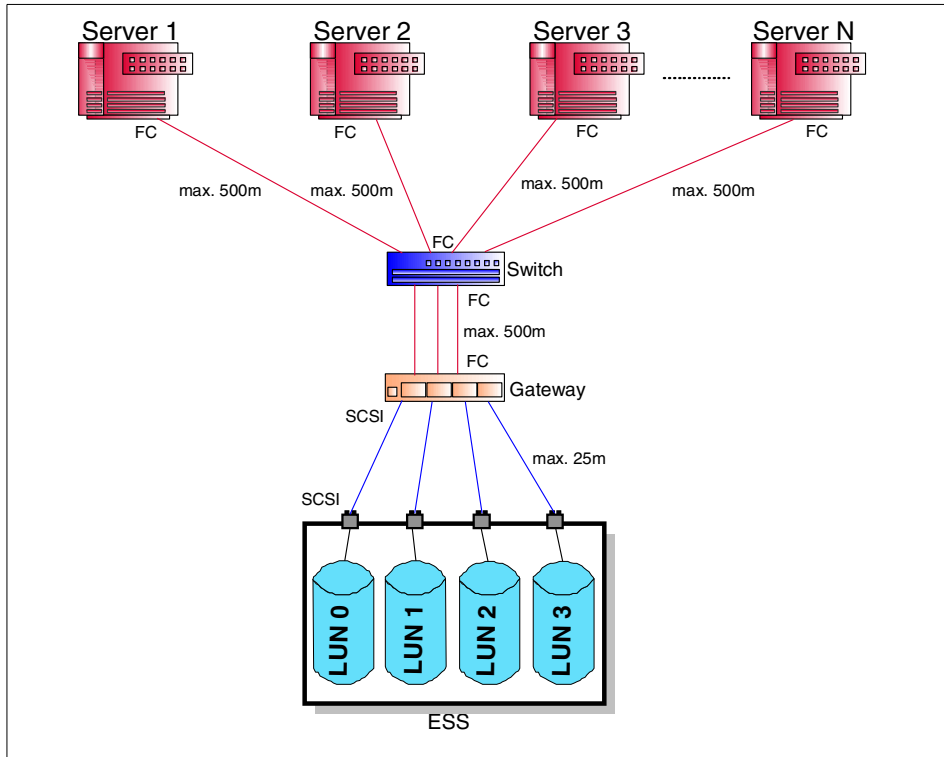 Server 1
Server 2
Server 3
Server N
FC
FC
FC
FC
max. 500m
max. 500m
max. 500m
max. 500m
FC
Switch
FC
max. 500m
FC
Gateway
SCSI
max. 25m
SCSI
LUN 0
LUN 1
LUN 2
LUN 3
ESS